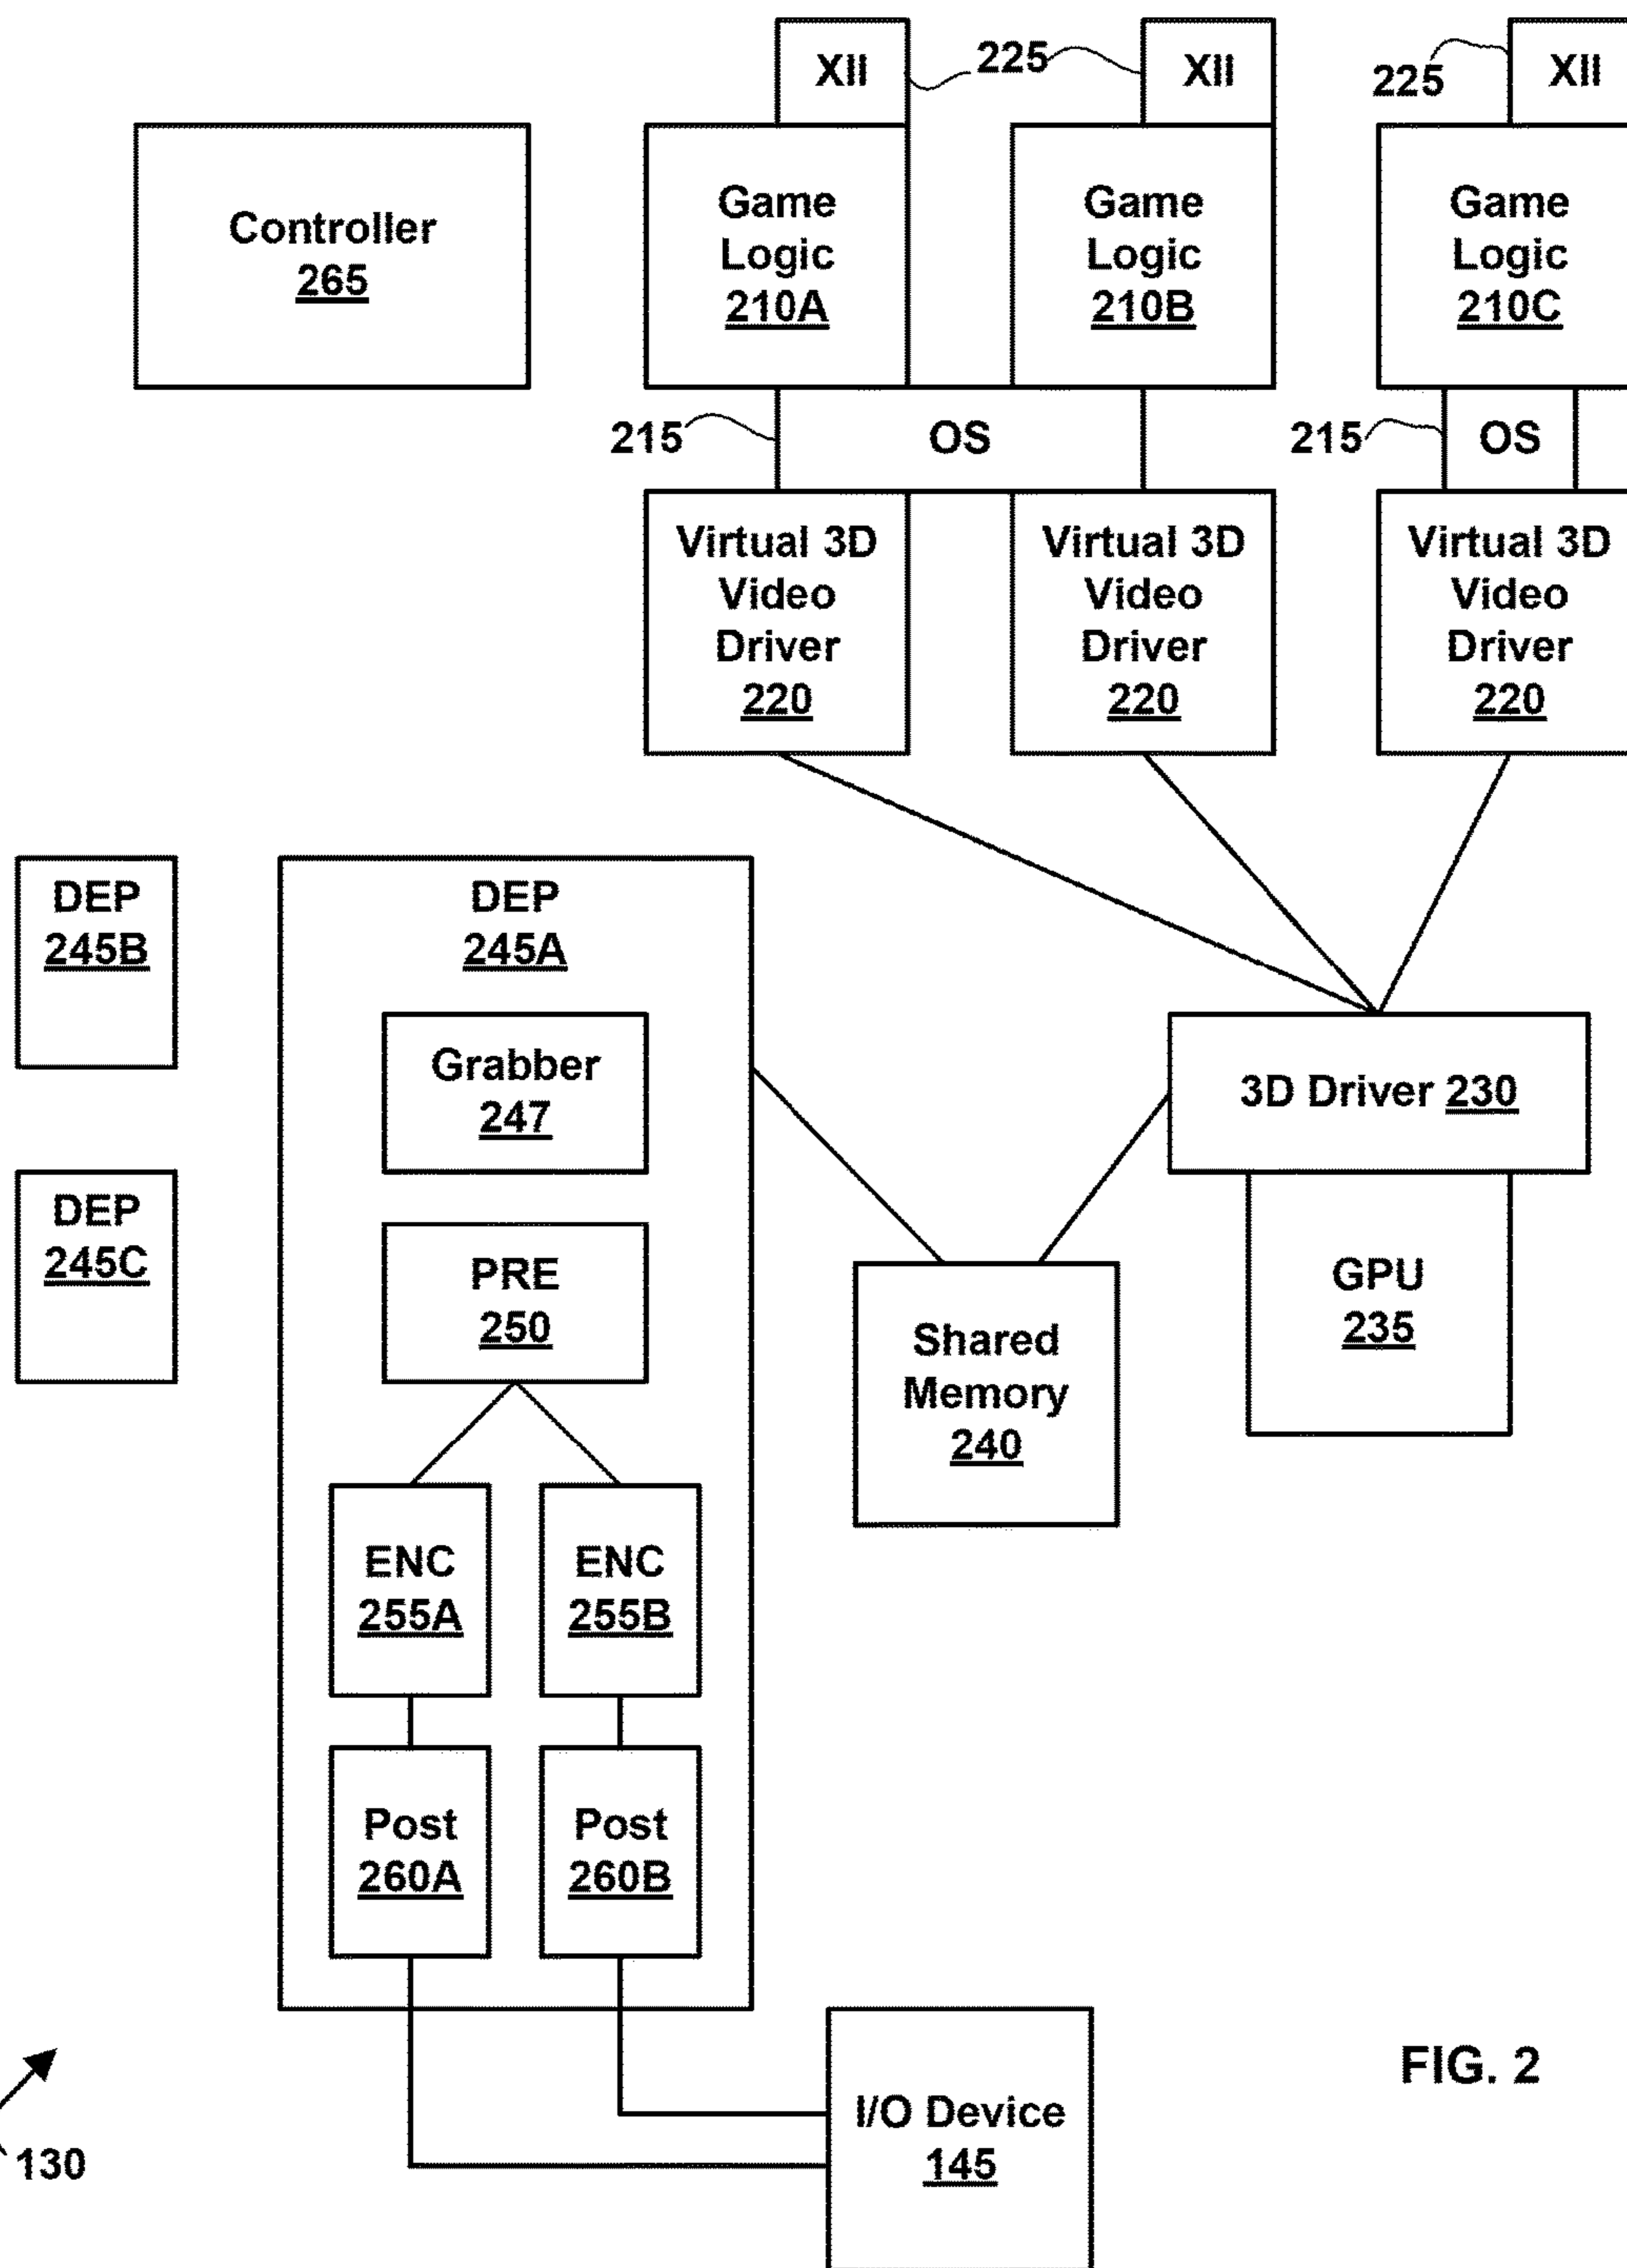 XII
225
XII
225
XII
Controller
265
Game
Logic
210A
Game
Logic
210B
Game
Logic
210C
215
OS
215
OS
Virtual 3D
Video
Driver
220
Virtual 3D
Video
Driver
220
Virtual 3D
Video
Driver
220
DEP
245B
DEP
245A
Grabber
247
3D Driver 230
DEP
245C
PRE
250
GPU
235
Shared
Memory
240
ENC
255A
ENC
255B
Post
260A
Post
260B
I/O Device
145
FIG. 2
130